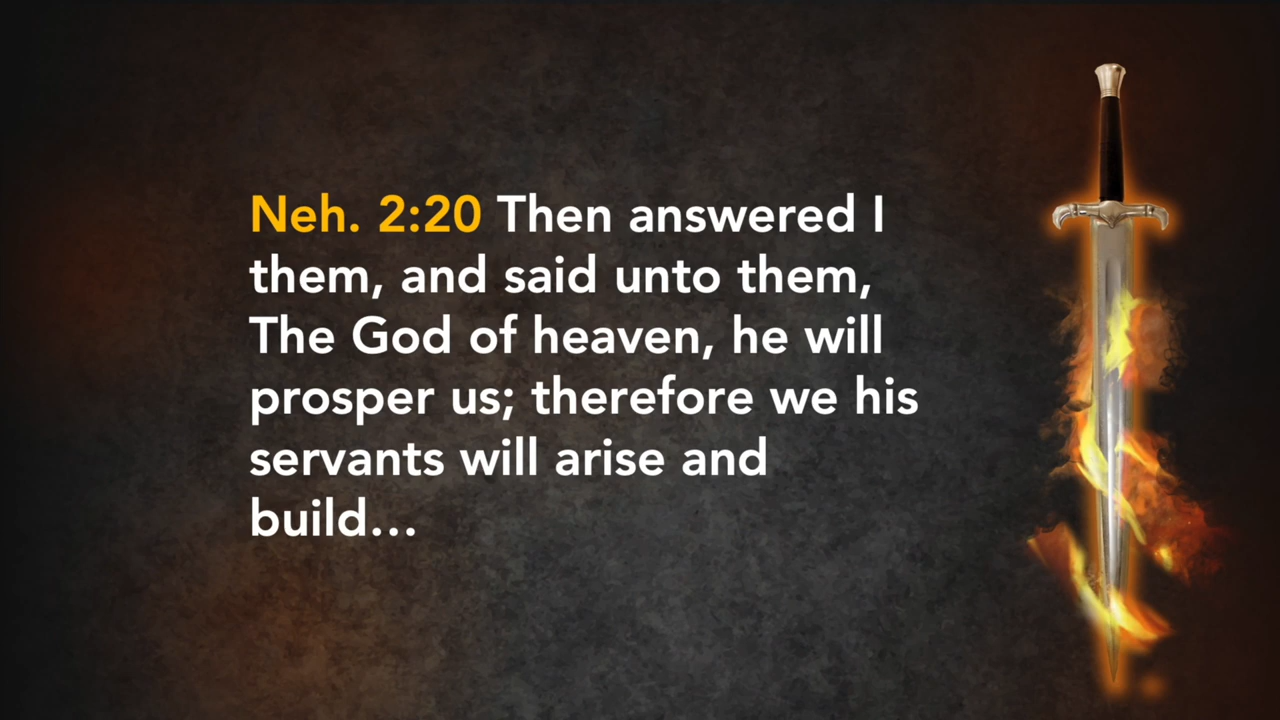 Neh. 2:20 Then answered I
them, and said unto them,
The God of heaven, he will
prosper us; therefore we his
servants will arise and
build…